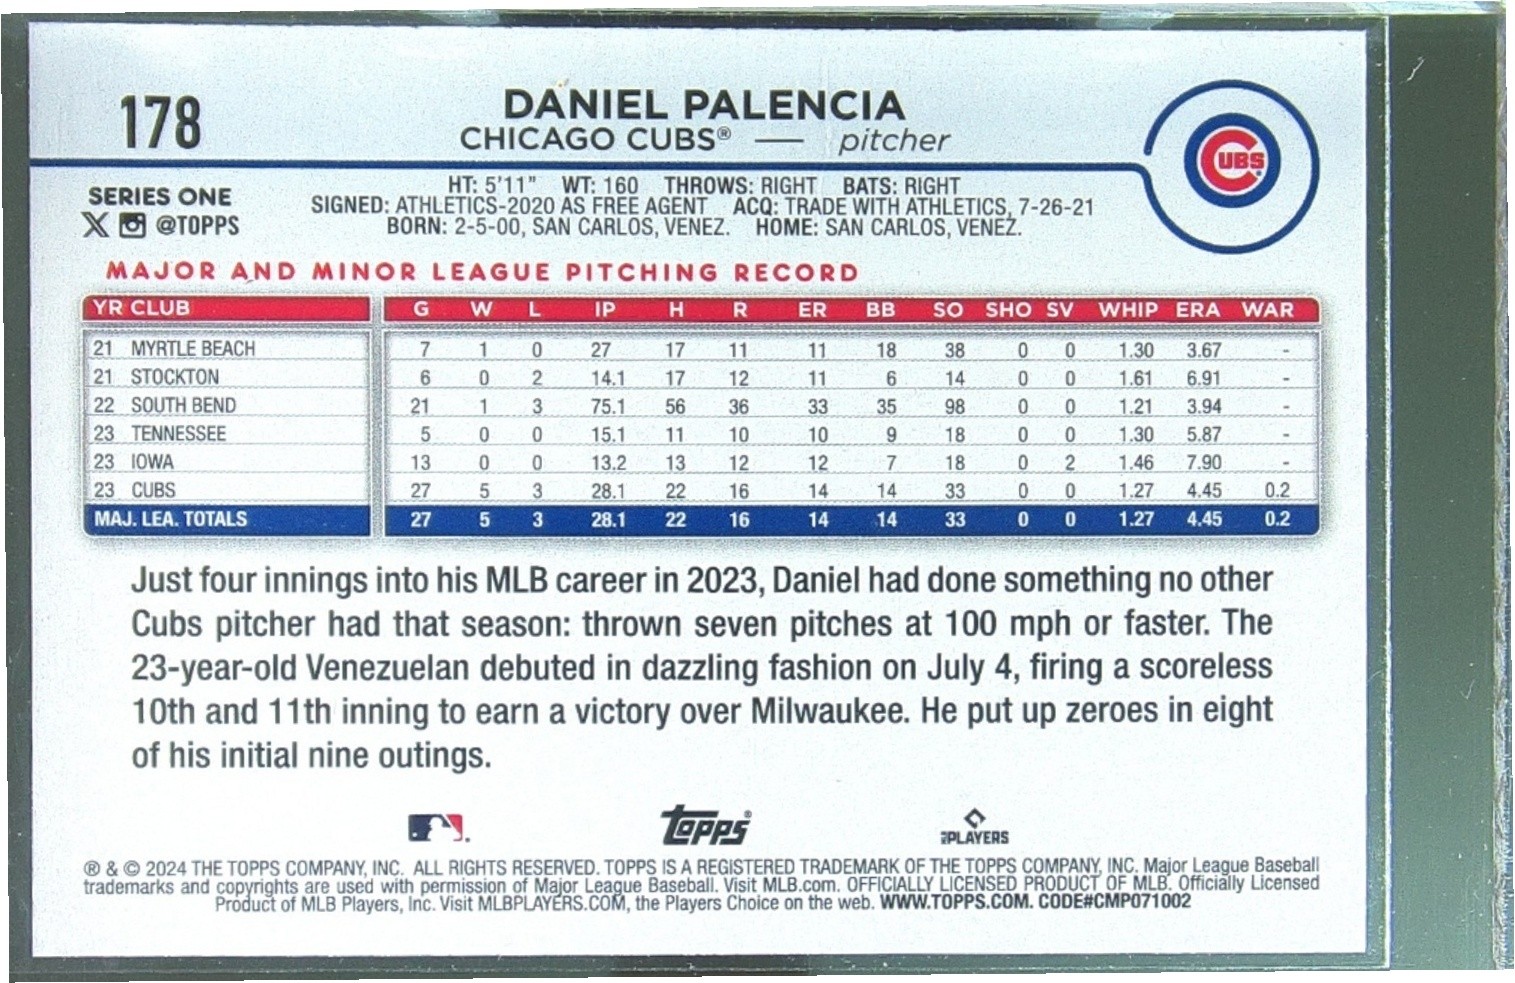 178
DANIEL PALENCIA
CHICAGO CUBS® — pitcher
CUBS
SERIES ONE
@TOPPS
HT: 5'11" WT: 160 THROWS: RIGHT BATS: RIGHT
SIGNED: ATHLETICS-2020 AS FREE AGENT ACQ: TRADE WITH ATHLETICS, 7-26-21
BORN: 2-5-00, SAN CARLOS, VENEZ. HOME: SAN CARLOS, VENEZ.
MAJOR AND MINOR LEAGUE PITCHING RECORD
YR CLUB G W L IP H R ER BB SO SHO SV WHIP ERA WAR
21 MYRTLE BEACH 7 1 0 27 17 11 11 18 38 0 0 1.30 3.67 -
21 STOCKTON 6 0 2 14.1 17 12 11 6 14 0 0 1.61 6.91 -
22 SOUTH BEND 21 1 3 75.1 56 36 33 35 98 0 0 1.21 3.94 -
23 TENNESSEE 5 0 0 15.1 11 10 10 9 18 0 0 1.30 5.87 -
23 IOWA 13 0 0 13.2 13 12 12 7 18 0 2 1.46 7.90 -
23 CUBS 27 5 3 28.1 22 16 14 14 33 0 0 1.27 4.45 0.2
MAJ. LEA. TOTALS 27 5 3 28.1 22 16 14 14 33 0 0 1.27 4.45 0.2
Just four innings into his MLB career in 2023, Daniel had done something no other
Cubs pitcher had that season: thrown seven pitches at 100 mph or faster. The
23-year-old Venezuelan debuted in dazzling fashion on July 4, firing a scoreless
10th and 11th inning to earn a victory over Milwaukee. He put up zeroes in eight
of his initial nine outings.
Topps®
PLAYERS
® & © 2024 THE TOPPS COMPANY, INC. ALL RIGHTS RESERVED. TOPPS IS A REGISTERED TRADEMARK OF THE TOPPS COMPANY, INC. Major League Baseball
trademarks and copyrights are used with permission of Major League Baseball. Visit MLB.com. OFFICIALLY LICENSED PRODUCT OF MLB. Officially Licensed
Product of MLB Players, Inc. Visit MLBPLAYERS.COM, the Players Choice on the web. WWW.TOPPS.COM. CODE#CMP071002